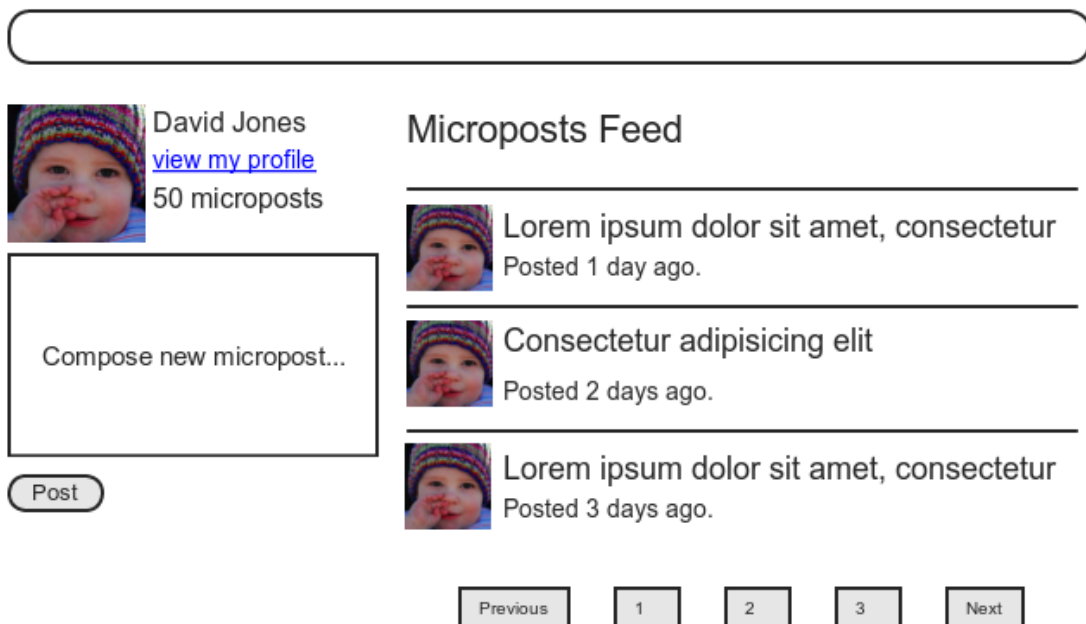 David Jones
view my profile
50 microposts
Compose new micropost...
Post
Microposts Feed
Lorem ipsum dolor sit amet, consectetur
Posted 1 day ago.
Consectetur adipisicing elit
Posted 2 days ago.
Lorem ipsum dolor sit amet, consectetur
Posted 3 days ago.
Previous 1 2 3 Next